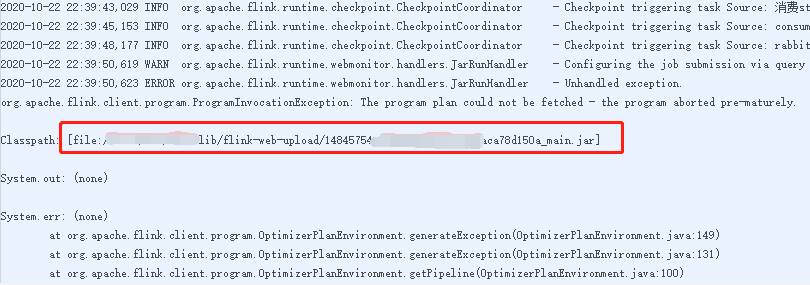 2020-10-22 22:39:43,029 INFO org.apache.flink.runtime.checkpoint.CheckpointCoordinator - Checkpoint triggering task Source: 消费st
2020-10-22 22:39:45,153 INFO org.apache.flink.runtime.checkpoint.CheckpointCoordinator - Checkpoint triggering task Source: consum
2020-10-22 22:39:48,177 INFO org.apache.flink.runtime.checkpoint.CheckpointCoordinator - Checkpoint triggering task Source: rabbit
2020-10-22 22:39:50,619 WARN org.apache.flink.runtime.webmonitor.handlers.JarRunHandler - Configuring the job submission via query
2020-10-22 22:39:50,623 ERROR org.apache.flink.runtime.webmonitor.handlers.JarRunHandler - Unhandled exception.
org.apache.flink.client.program.ProgramInvocationException: The program plan could not be fetched - the program aborted pre-maturely.
Classpath: [file:/ lib/flink-web-upload/14845754 aca78d150a_main.jar]
System.out: (none)
System.err: (none)
at org.apache.flink.client.program.OptimizerPlanEnvironment.generateException(OptimizerPlanEnvironment.java:149)
at org.apache.flink.client.program.OptimizerPlanEnvironment.generateException(OptimizerPlanEnvironment.java:131)
at org.apache.flink.client.program.OptimizerPlanEnvironment.getPipeline(OptimizerPlanEnvironment.java:100)